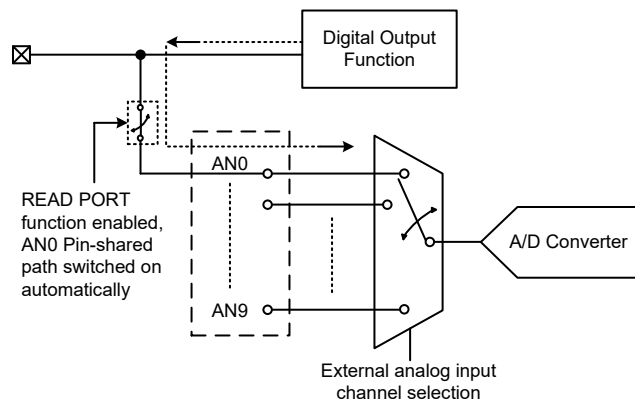 Digital Output
Function
AN0
READ PORT
function enabled,
AN0 Pin-shared
path switched on
automatically
A/D Converter
AN9
External analog input
channel selection